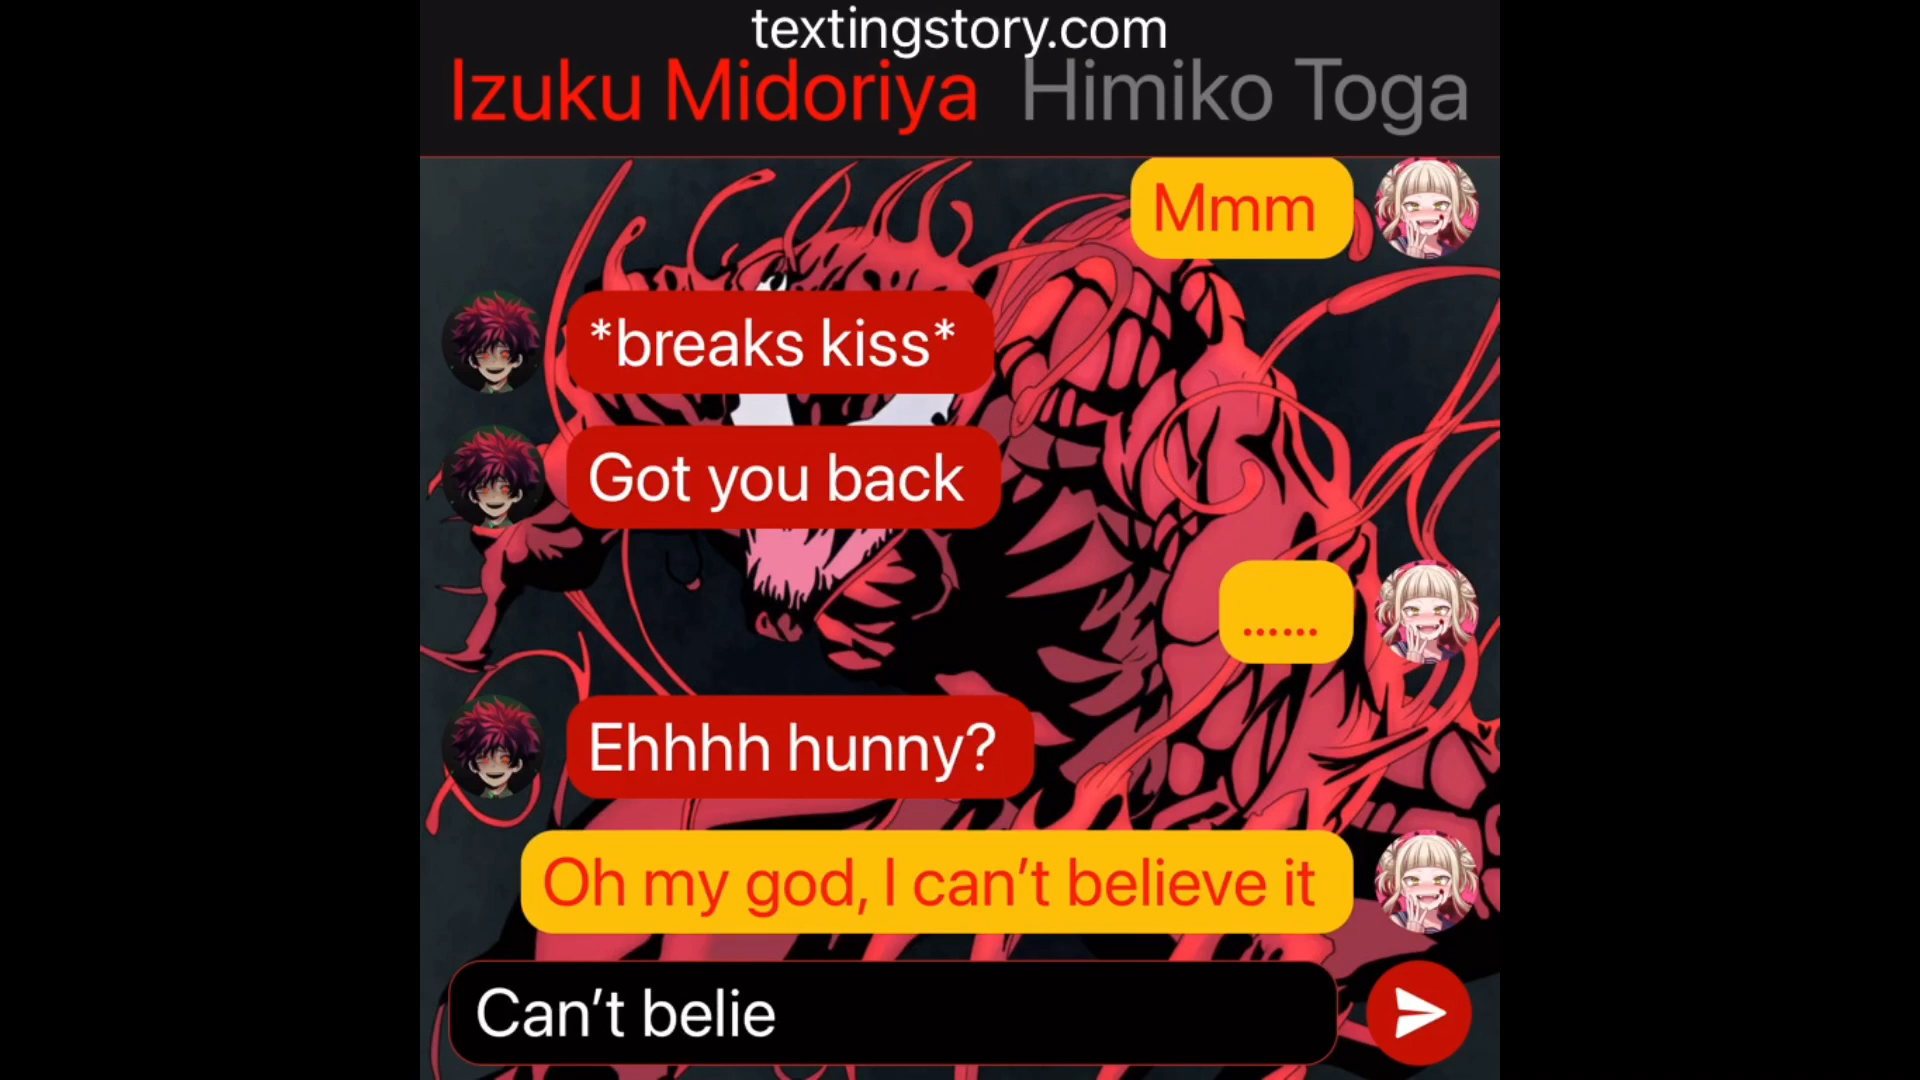 textingstory.com
Izuku Midoriya Himiko Toga
Mmm
*breaks kiss*
Got you back
......
Ehhhh hunny?
Oh my god, I can’t believe it
Can’t belie